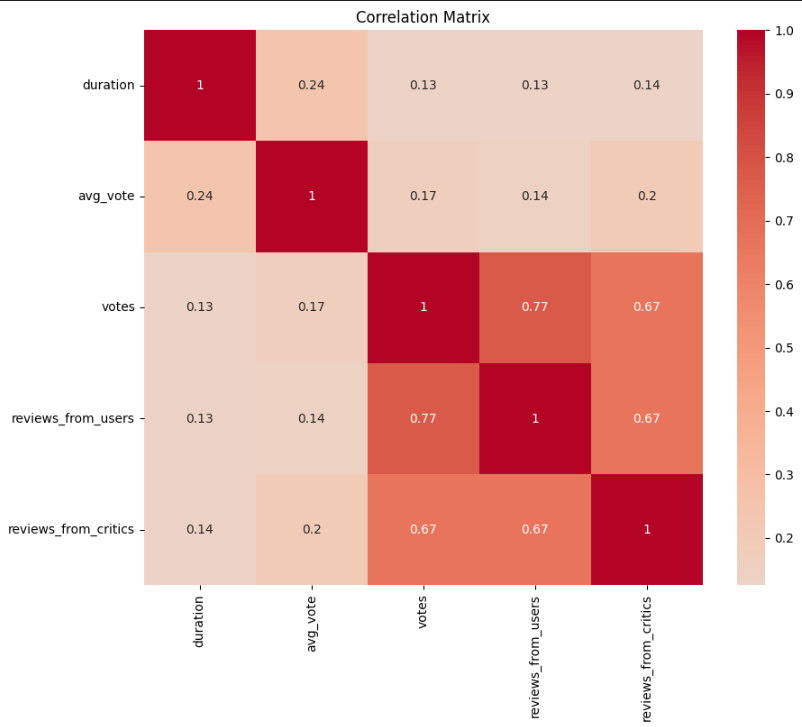 Correlation Matrix
duration 1 0.24 0.13 0.13 0.14
avg_vote 0.24 1 0.17 0.14 0.2
votes 0.13 0.17 1 0.77 0.67
reviews_from_users 0.13 0.14 0.77 1 0.67
reviews_from_critics 0.14 0.2 0.67 0.67 1
duration
avg_vote
votes
reviews_from_users
reviews_from_critics
1.0
0.9
0.8
0.7
0.6
0.5
0.4
0.3
0.2